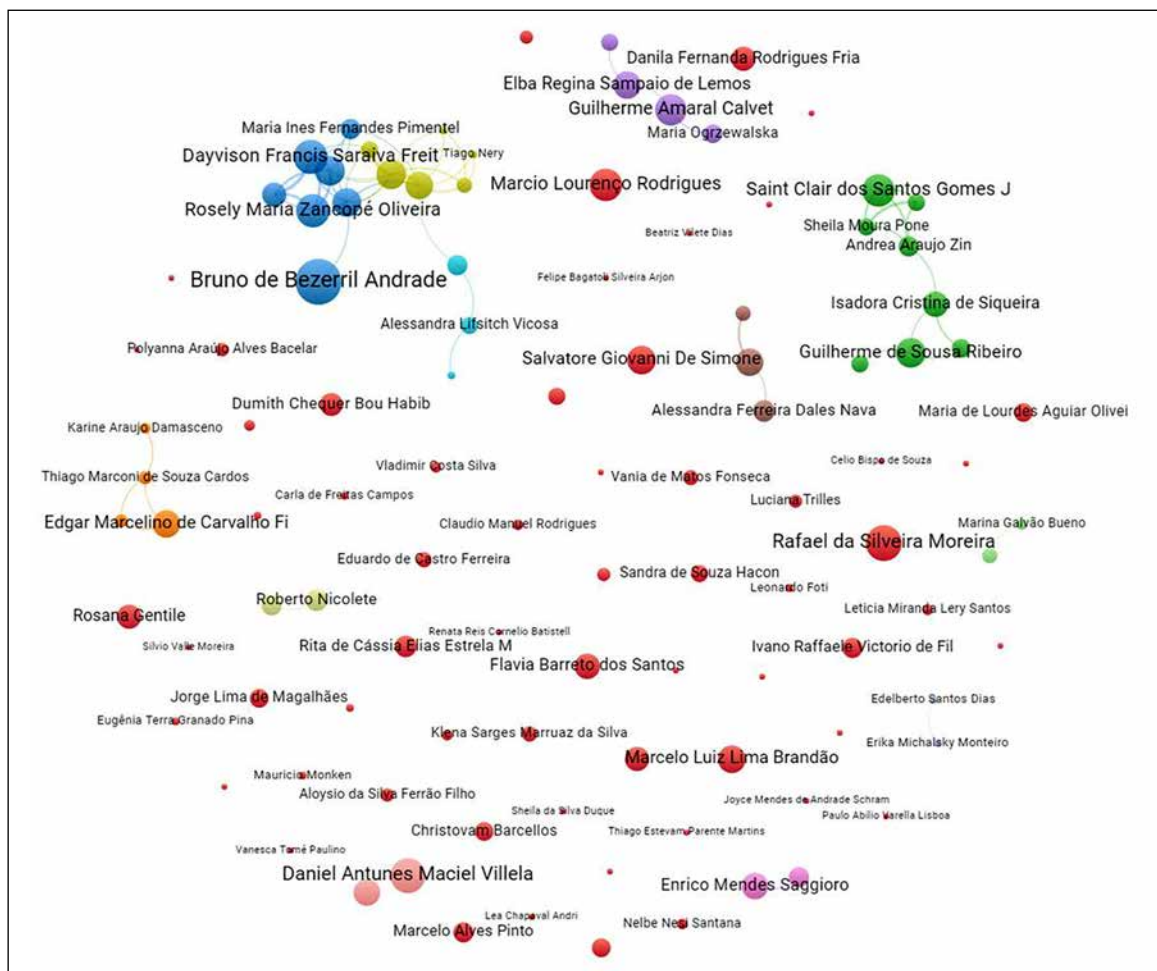 Danila Fernanda Rodrigues Fria
Elba Regina Sampaio de Lemos
Guilherme Amaral Calvet
Maria Ogrzewalska
Maria Ines Fernandes Pimentel
Dayvison Francis Saraiva Freit
Tiago Nery
Marcio Lourenço Rodrigues
Saint Clair dos Santos Gomes J
Rosely Maria Zancopé Oliveira
Sheila Moura Pone
Beatriz Vilete Dias
Andrea Araujo Zin
Bruno de Bezerril Andrade
Felipe Bagatoli Silveira Arjon
Isadora Cristina de Siqueira
Alessandra Lifsitch Vicosa
Polyanna Araújo Alves Bacelar
Salvatore Giovanni De Simone
Guilherme de Sousa Ribeiro
Dumith Chequer Bou Habib
Alessandra Ferreira Dales Nava
Maria de Lourdes Aguiar Olivei
Karine Araujo Damasceno
Vladimir Costa Silva
Celio Bispo de Souza
Thiago Marconi de Souza Cardos
Vania de Matos Fonseca
Carla de Freitas Campos
Luciana Trilles
Edgar Marcelino de Carvalho Fi
Claudio Manuel Rodrigues
Marina Galvão Bueno
Rafael da Silveira Moreira
Eduardo de Castro Ferreira
Sandra de Souza Hacon
Leonardo Foti
Roberto Nicolete
Leticia Miranda Lery Santos
Rosana Gentile
Renata Reis Cornelio Batistell
Silvio Valle Moreira
Rita de Cássia Elias Estrela M
Ivano Raffaele Victorio de Fil
Flavia Barreto dos Santos
Jorge Lima de Magalhães
Edelberto Santos Dias
Eugênia Terra Granado Pina
Klena Sarges Marruaz da Silva
Erika Michalsky Monteiro
Marcelo Luiz Lima Brandão
Mauricio Monken
Aloysio da Silva Ferrão Filho
Joyce Mendes de Andrade Schram
Sheila da Silva Duque
Paulo Abílio Varella Lisboa
Christovam Barcellos
Thiago Estevam Parente Martins
Vanesca Tomé Paulino
Daniel Antunes Maciel Villela
Enrico Mendes Saggioro
Lea Chapaval Andri
Nelbe Nesi Santana
Marcelo Alves Pinto